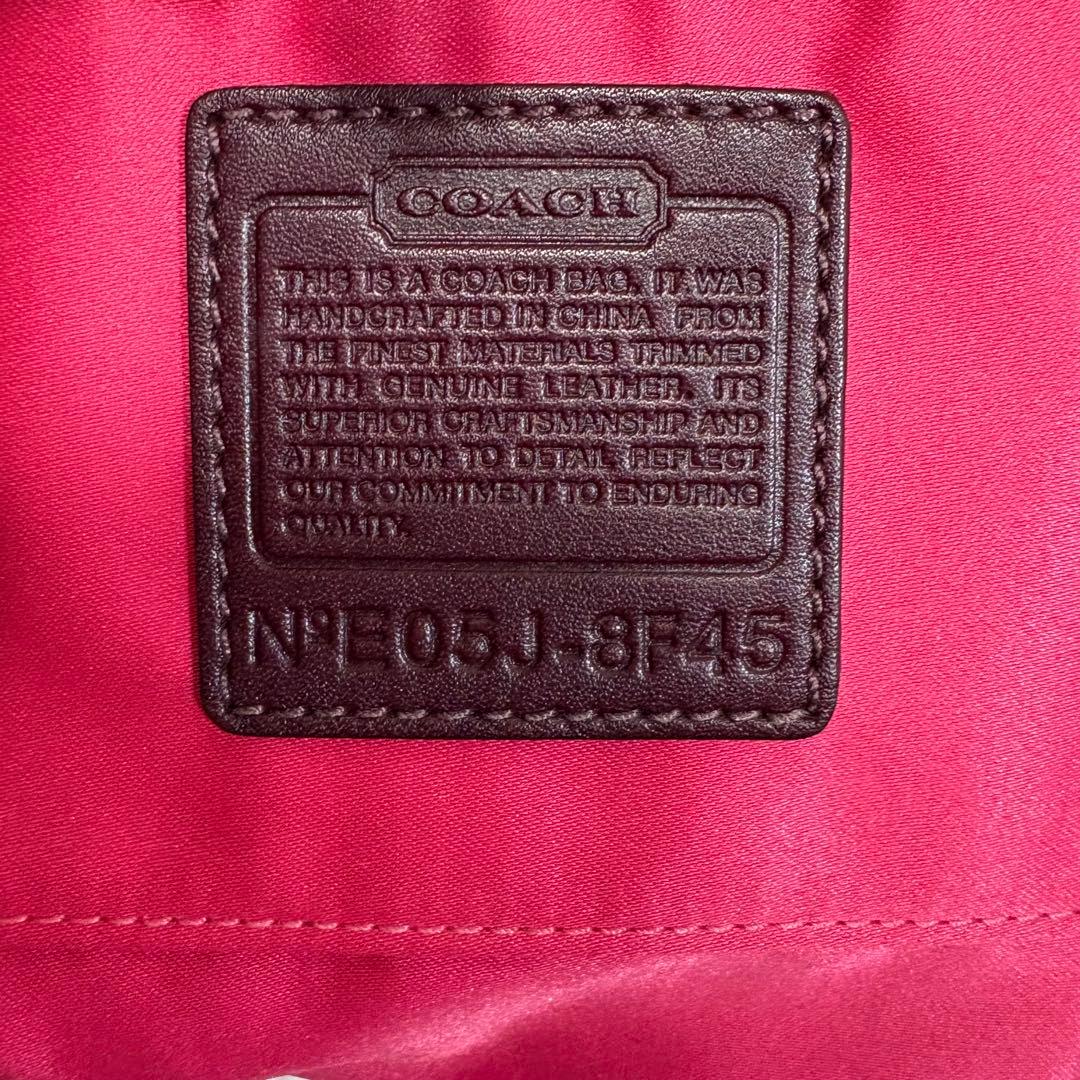 COACH
THIS IS A COACH BAG. IT WAS
HANDCRAFTED IN CHINA FROM
THE FINEST MATERIALS TRIMMED
WITH GENUINE LEATHER. ITS
SUPERIOR CRAFTSMANSHIP AND
ATTENTION TO DETAIL REFLECT
OUR COMMITMENT TO ENDURING
QUALITY.
NºE05J-8F45